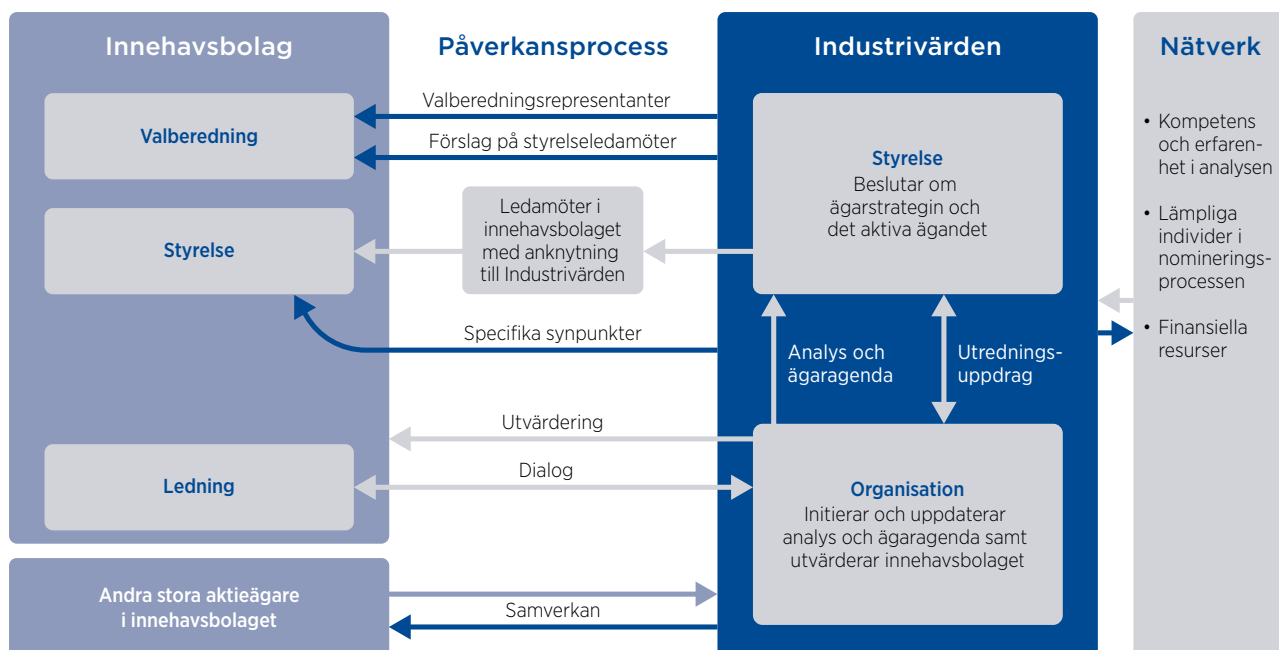 Innehavsbolag
Valberedning
Styrelse
Ledning
Andra stora aktieägare
i innehavsbolaget
Påverkansprocess
Valberedningsrepresentanter
Förslag på styrelseledamöter
Ledamöter i
innehavsbolaget
med anknytning
till Industrivärden
Specifika synpunkter
Utvärdering
Dialog
Samverkan
Industrivärden
Styrelse
Beslutar om
ägarstrategin och
det aktiva ägandet
Analys och
ägaragenda
Utrednings-
uppdrag
Organisation
Initierar och uppdaterar
analys och ägaragenda samt
utvärderar innehavsbolaget
Nätverk
• Kompetens
och erfaren-
het i analysen
• Lämpliga
individer i
nominerings-
processen
• Finansiella
resurser